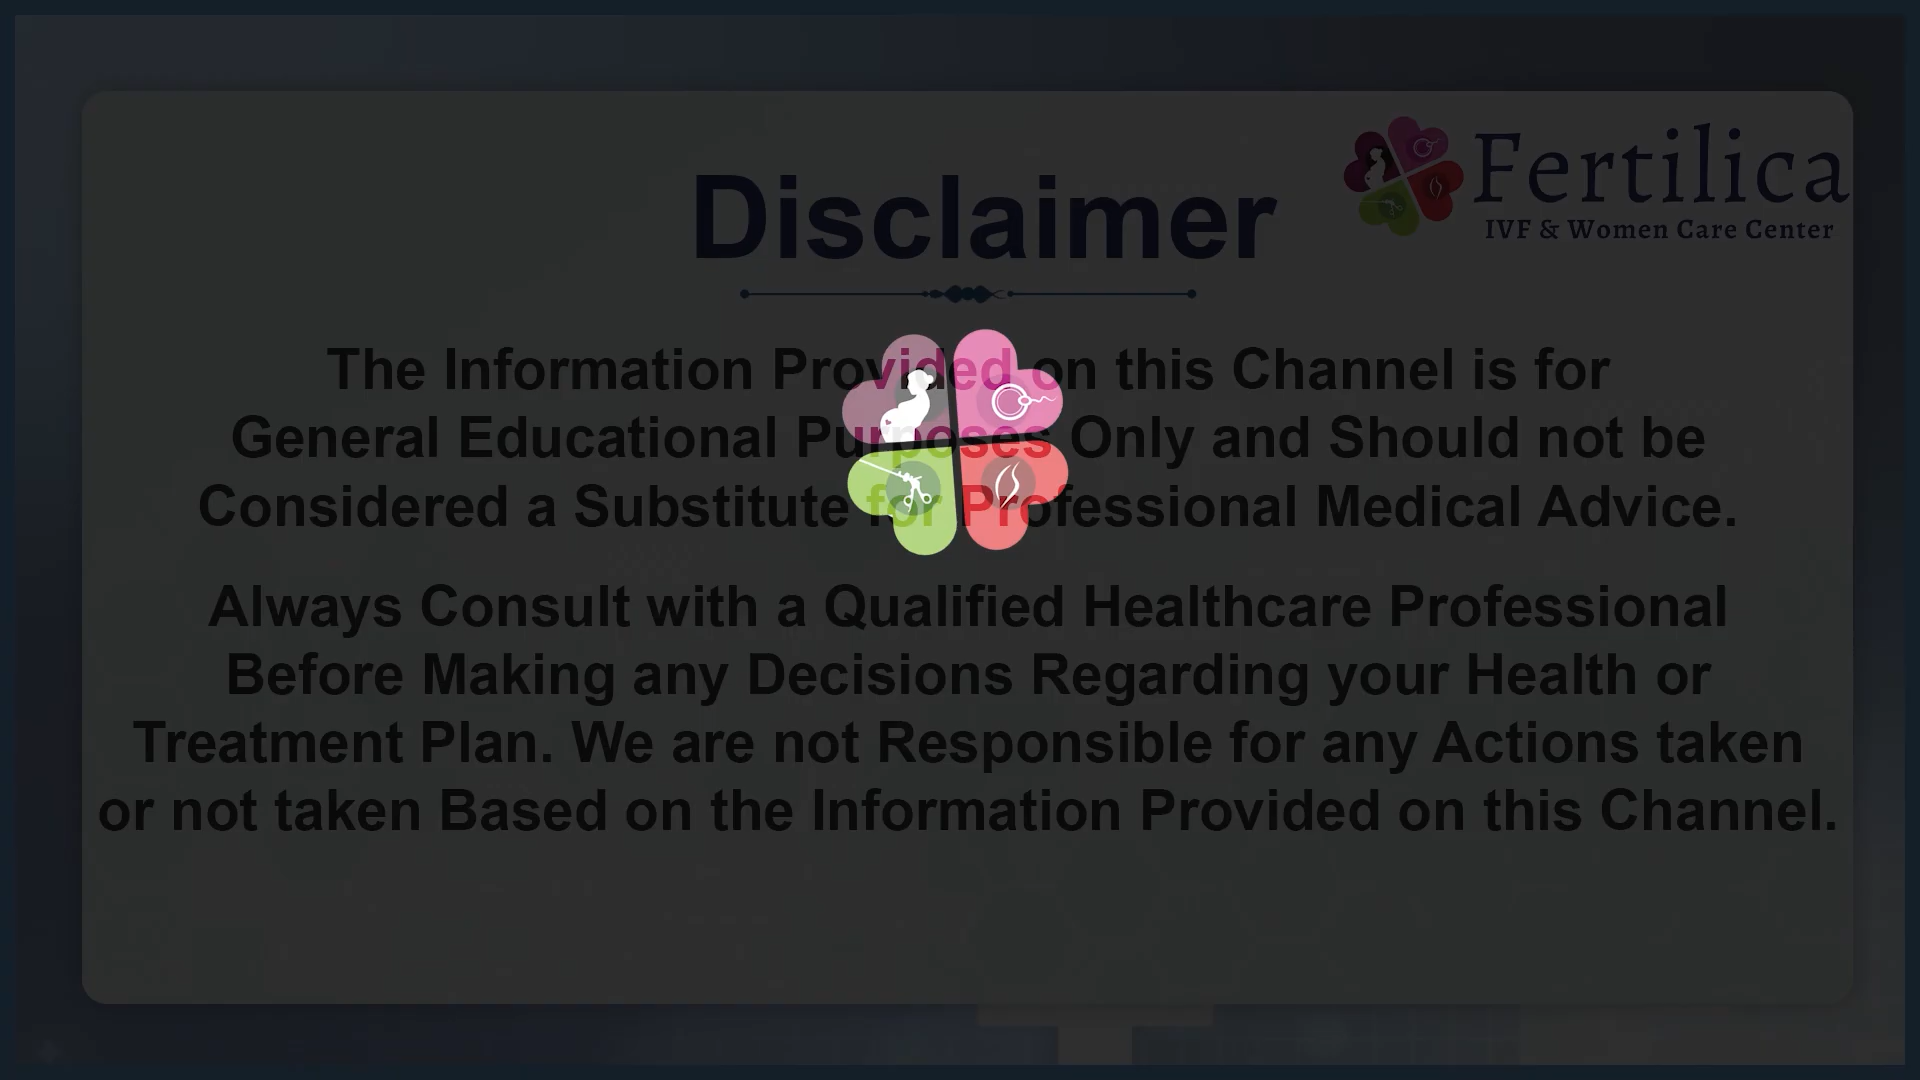 Fertilica
IVF & Women Care Center
Disclaimer
The Information Provided on this Channel is for
General Educational Purposes Only and Should not be
Considered a Substitute for Professional Medical Advice.
Always Consult with a Qualified Healthcare Professional
Before Making any Decisions Regarding your Health or
Treatment Plan. We are not Responsible for any Actions taken
or not taken Based on the Information Provided on this Channel.